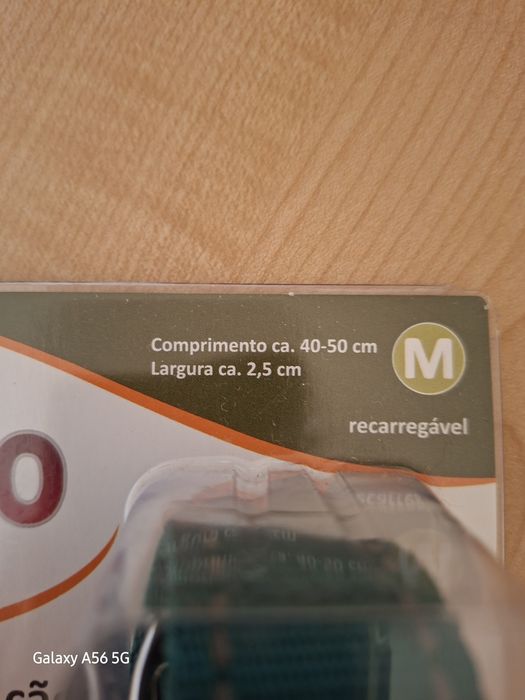 Comprimento ca. 40-50 cm
Largura ca. 2,5 cm
M
recarregável
O
Galaxy A56 5G